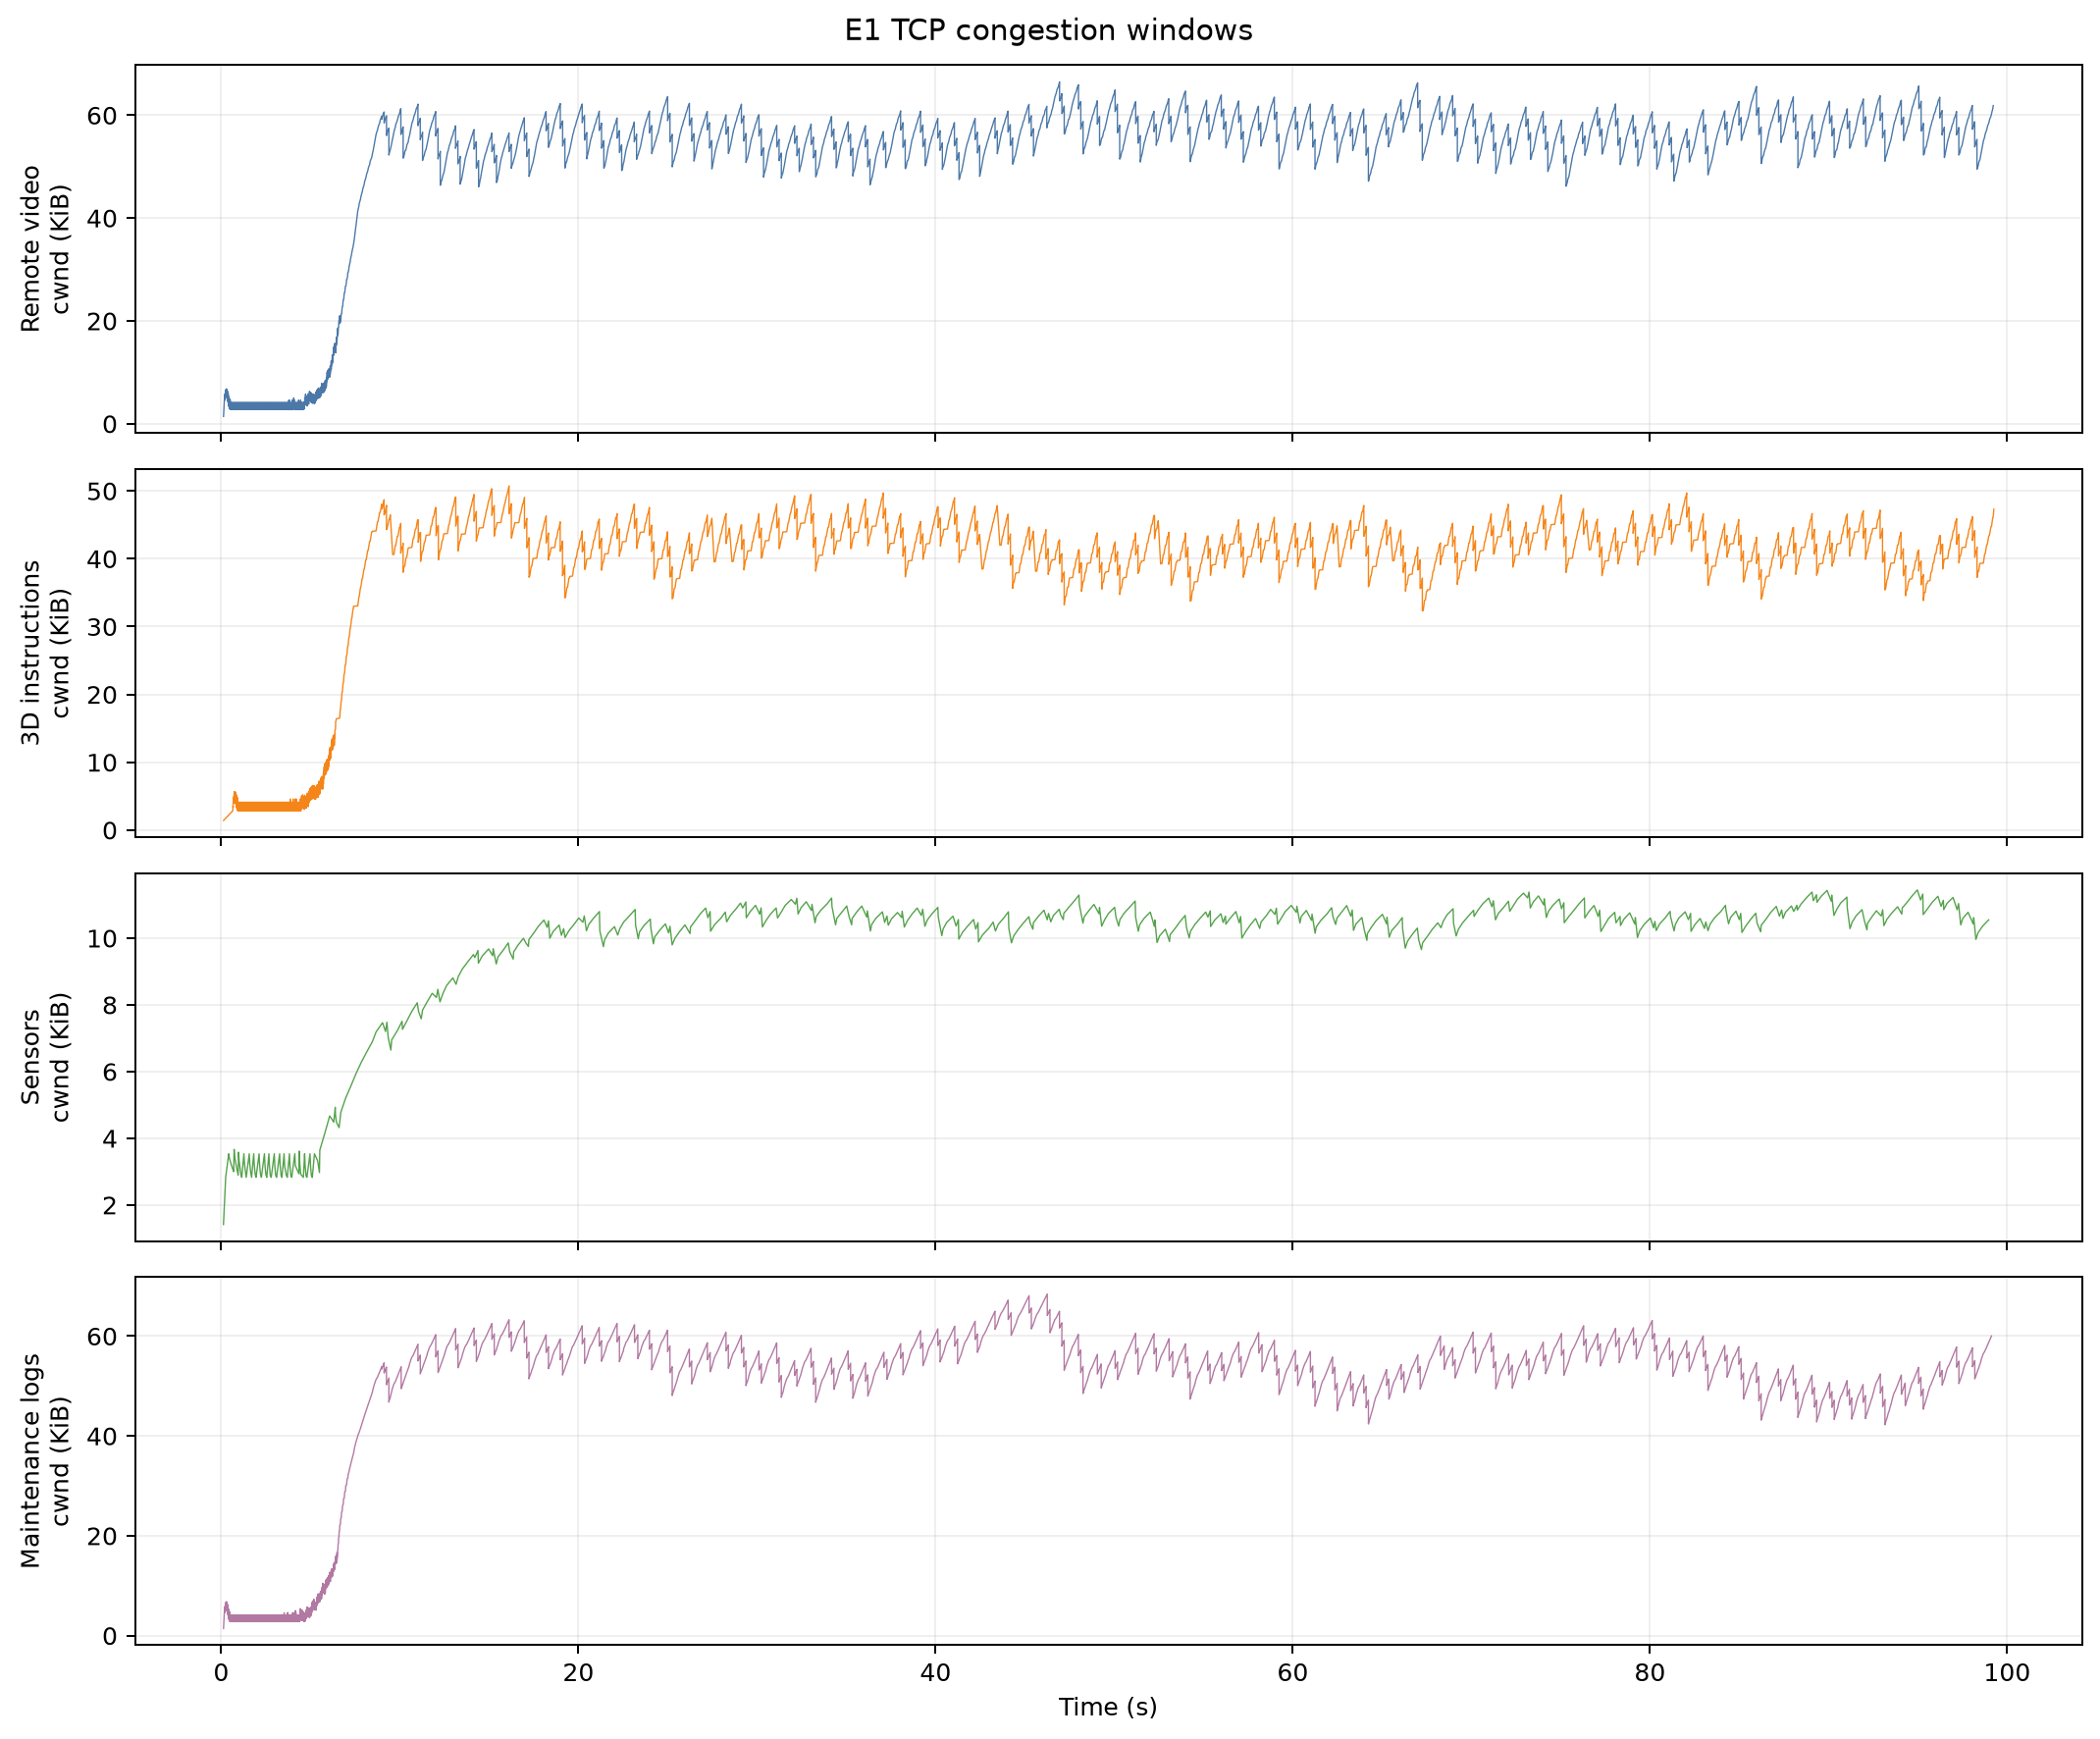 E1 TCP congestion windows
Remote video
cwnd (KiB)
60
40
20
0
3D instructions
cwnd (KiB)
50
40
30
20
10
0
Sensors
cwnd (KiB)
10
8
6
4
2
Maintenance logs
cwnd (KiB)
60
40
20
0
0 20 40 60 80 100
Time (s)